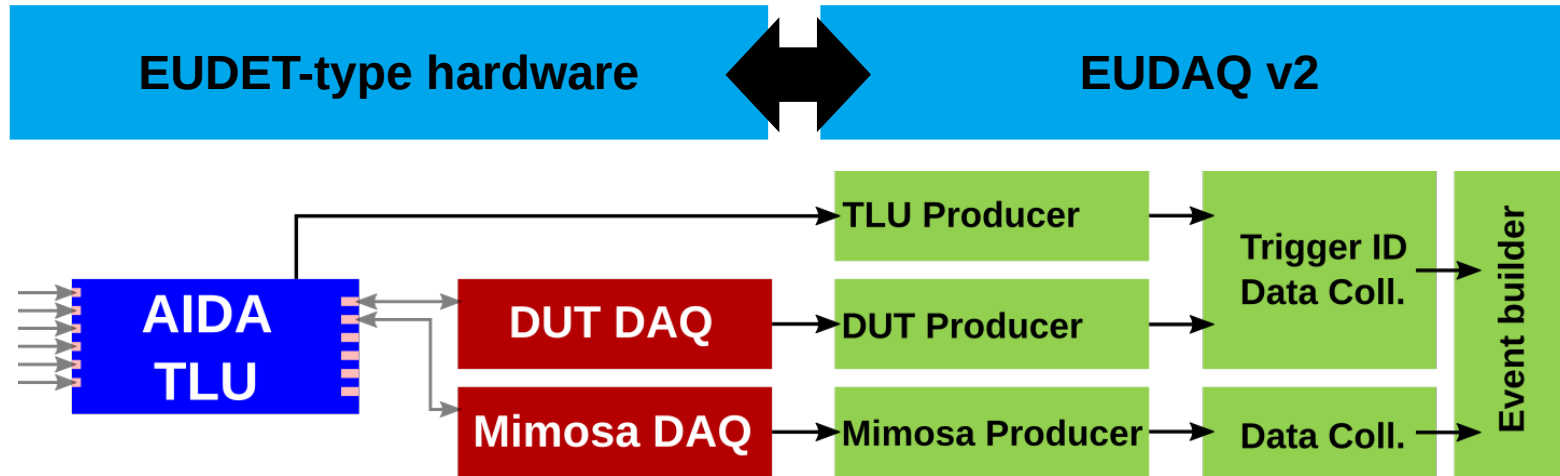 EUDET-type hardware
EUDAQ v2
TLU Producer
Trigger ID
Data Coll.
Event builder
AIDA
TLU
DUT DAQ
DUT Producer
Mimosa DAQ
Mimosa Producer
Data Coll.